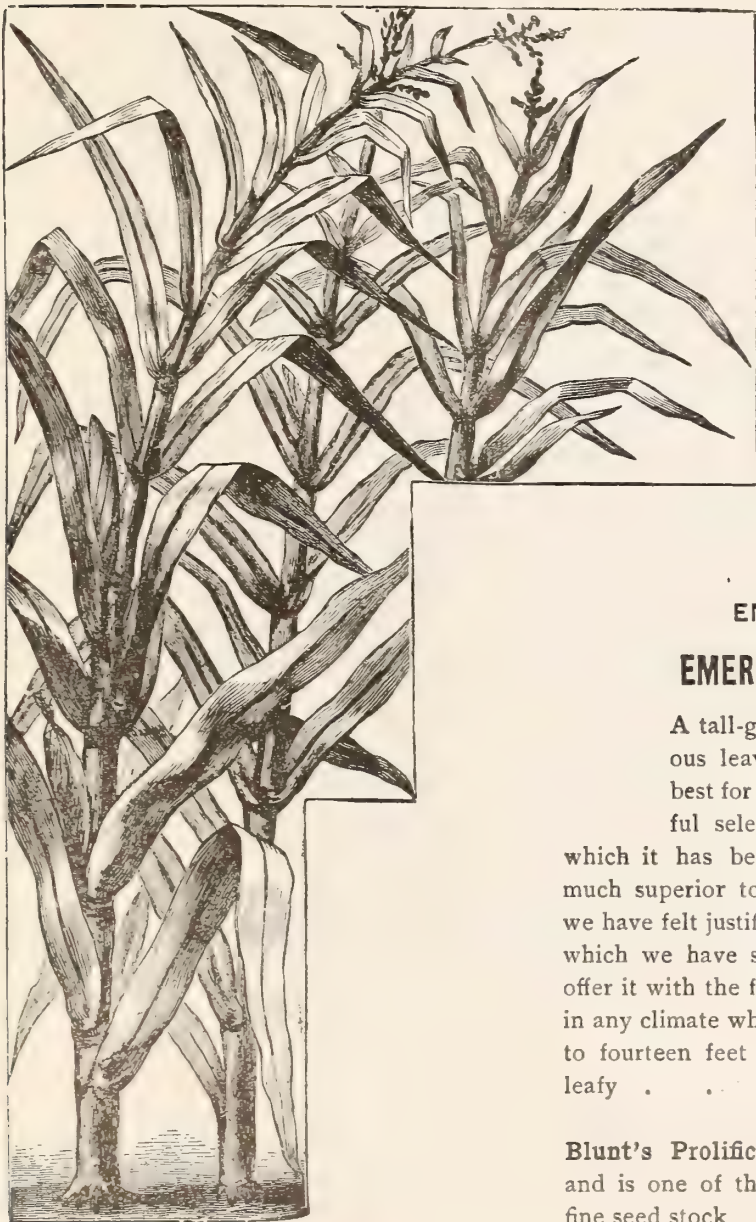 EN
EMER
A tall-g
ous leav
best for
ful sele
which it has be
much superior to
we have felt justif
which we have s
offer it with the f
in any climate wh
to fourteen feet
leafy . .
Blunt's Prolific
and is one of th
fine seed stock